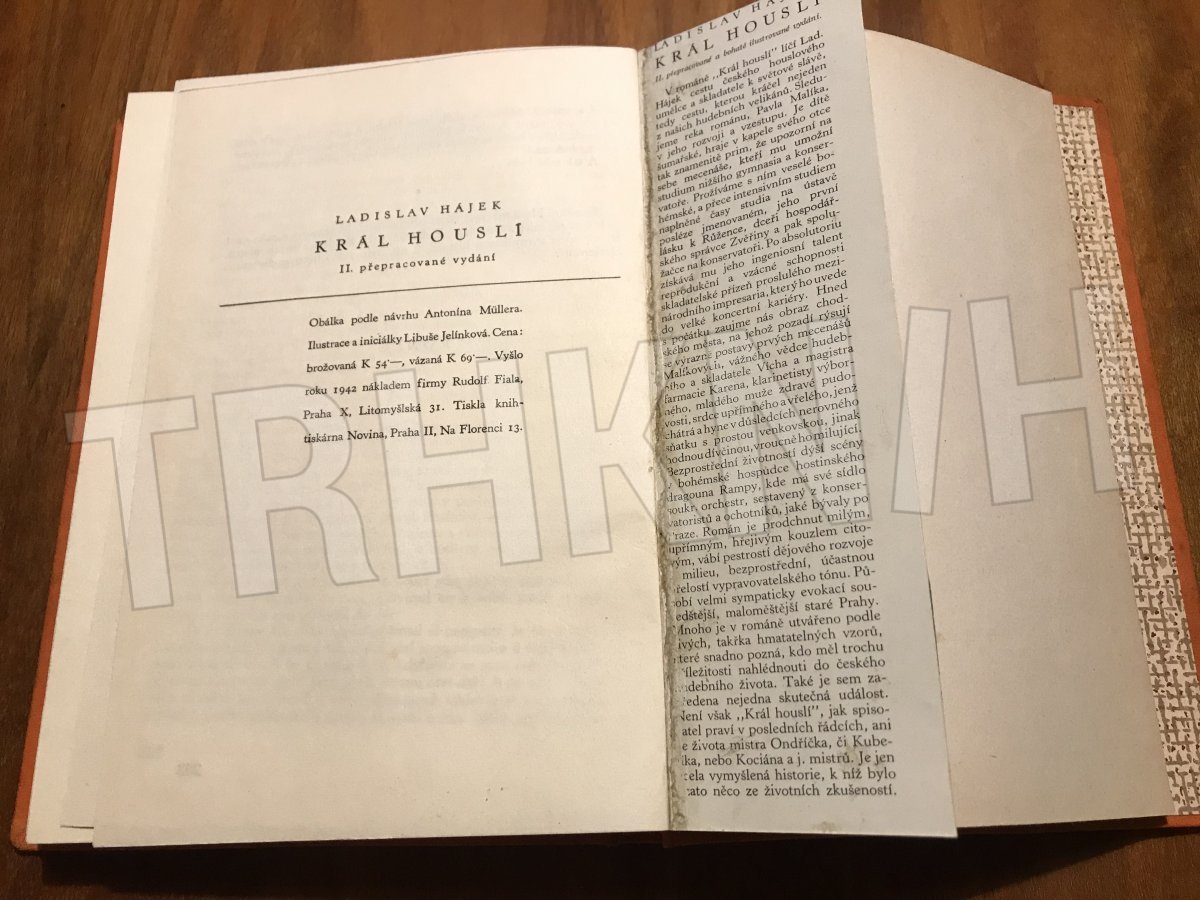 LADISLAV HÁJEK
KRÁL HOUSLÍ
II. přepracované vydání
Obálka podle návrhu Antonína Müllera.
Ilustrace a iniciálky Libuše Jelínková. Cena:
brožovaná K 54·—, vázaná K 69·—. Vyšlo
roku 1942 nákladem firmy Rudolf Fiala,
Praha X, Litomyšlská 31. Tiskla knih-
tiskárna Novina, Praha II, Na Florenci 13.
LADISLAV HÁJEK
KRÁL HOUSLÍ
II. přepracované a bohatě ilustrované vydání.
V románě „Král houslí" líčí Lad.
Hájek cestu českého houslového
umělce a skladatele k světové slávě,
tedy cestu, kterou kráčel nejeden
z našich hudebních velikánů. Sledu-
jeme reka románu, Pavla Malíka,
v jeho rozvoji a vzestupu. Je dítě
šumařské, hraje v kapele svého otce
tak znamenitě prim, že upozorní na
sebe mecenáše, kteří mu umožní
studium nižšího gymnasia a konser-
vatoře. Prožíváme s ním veselé bo-
hémské, a přece intensivním studiem
naplněné časy studia na ústavě
posléze jmenovaném, jeho první
lásku k Růžence, dceři hospodář-
ského správce Zvěřiny a pak spolu-
žačce na konservatoři. Po absolutoriu
získává mu jeho ingeniosní talent
reprodukční a vzácné schopnosti
skladatelské přízeň proslulého mezi-
národního impresaria, který ho uvede
do velké koncertní kariéry. Hned
s počátku zaujme nás obraz chod-
ského města, na jehož pozadí rýsují
se výrazně postavy prvých mecenášů
Malíkových, vážného vědce hudeb-
ního a skladatele Vícha a magistra
farmacie Karena, klarinetisty výbor-
ného, mladého muže zdravé pudo-
vosti, srdce upřímného a vřelého, jenž
chátrá a hyne v důsledcích nerovného
sňatku s prostou venkovskou, jinak
hodnou dívčinou, vroucně ho milující.
Bezprostřední životností dýší scény
v bohémské hospůdce hostinského
dragouna Rampy, kde má své sídlo
soukr. orchestr, sestavený z konser-
vatoristů a ochotníků, jaké bývaly po
Praze. Román je prodchnut milým,
upřímným, hřejivým kouzlem cito-
vým, vábí pestrostí dějového rozvoje
milieu, bezprostřední, účastnou
vřelostí vypravovatelského tónu. Pů-
sobí velmi sympaticky evokací sou-
edštější, maloměštější staré Prahy.
Mnoho je v románě utvářeno podle
živých, takřka hmatatelných vzorů,
které snadno pozná, kdo měl trochu
příležitosti nahlédnouti do českého
hudebního života. Také je sem za-
vedena nejedna skutečná událost.
Není však „Král houslí", jak spiso-
vatel praví v posledních řádcích, ani
ze života mistra Ondříčka, či Kube-
líka, nebo Kociána a j. mistrů. Je jen
zcela vymyšlená historie, k níž bylo
vzato něco ze životních zkušeností.
TRHKNIH